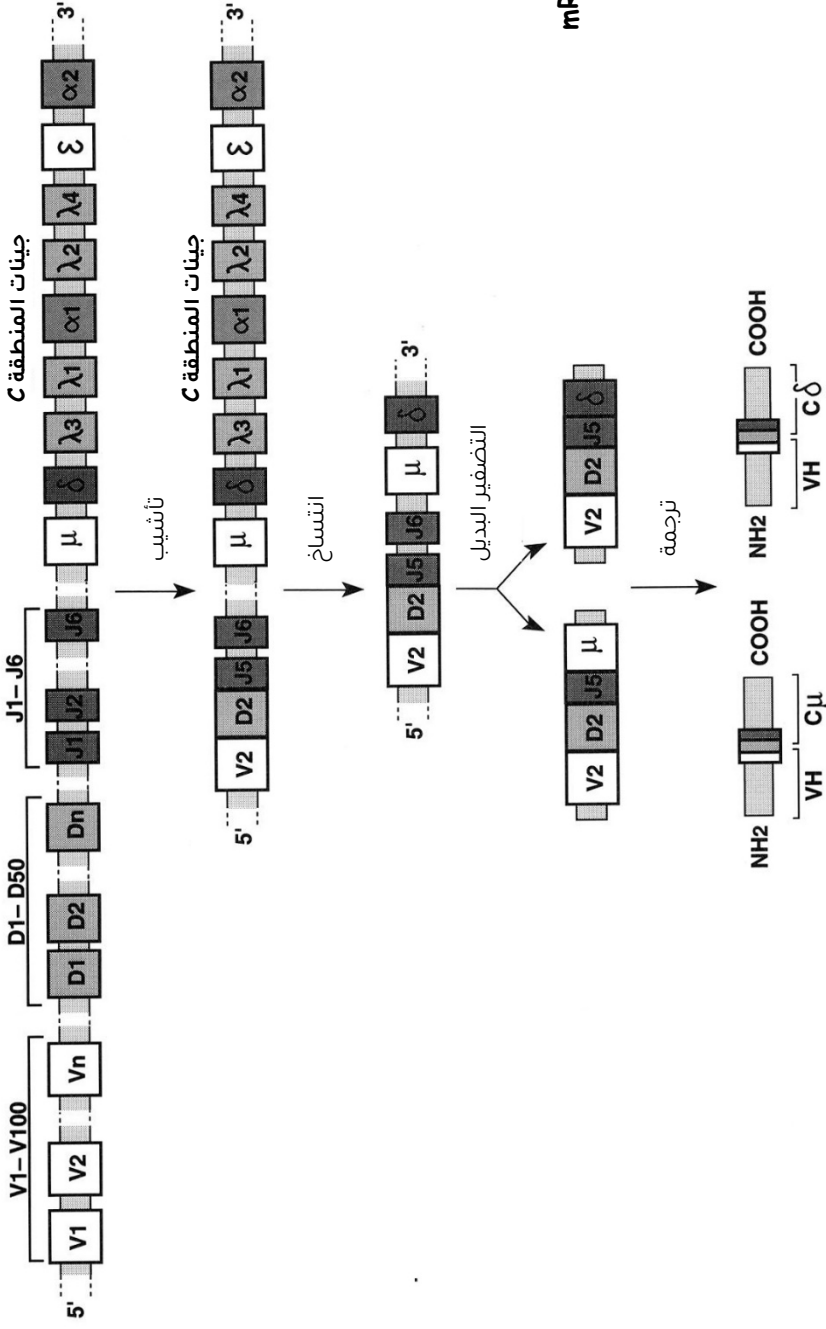 V1–V100 D1–D50 J1–J6 جينات المنطقة C
5' V1 V2 Vn D1 D2 Dn J1 J2 J6 μ δ λ3 λ1 α1 λ2 λ4 ε α2 3'
تأشيب
جينات المنطقة C
5' V2 D2 J5 J6 μ δ λ3 λ1 α1 λ2 λ4 ε α2 3'
انتساخ
5' V2 D2 J5 J6 μ δ 3'
التضفير البديل
V2 D2 J5 μ
V2 D2 J5 δ
mR
ترجمة
NH2 COOH
VH Cμ
NH2 COOH
VH Cδ